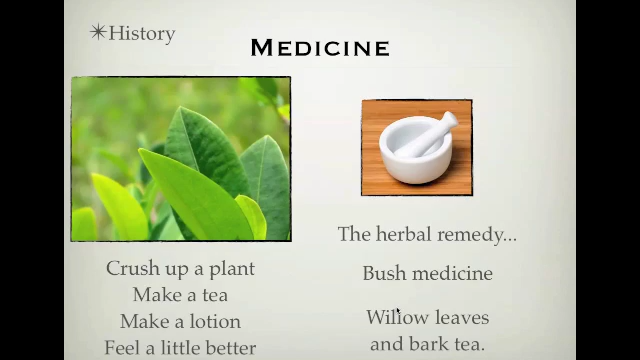 ✴History
MEDICINE
Crush up a plant
Make a tea
Make a lotion
Feel a little better
The herbal remedy...
Bush medicine
Willow leaves
and bark tea.